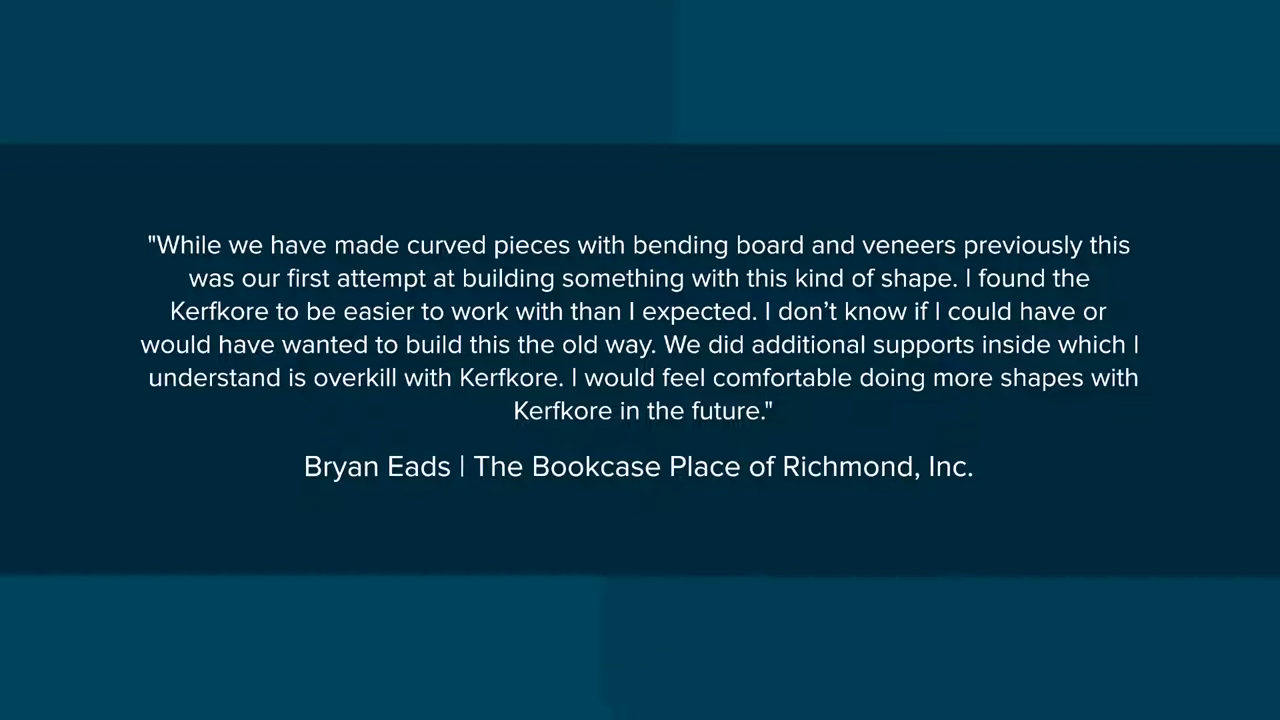 "While we have made curved pieces with bending board and veneers previously this
was our first attempt at building something with this kind of shape. I found the
Kerfkore to be easier to work with than I expected. I don’t know if I could have or
would have wanted to build this the old way. We did additional supports inside which I
understand is overkill with Kerfkore. I would feel comfortable doing more shapes with
Kerfkore in the future."
Bryan Eads | The Bookcase Place of Richmond, Inc.